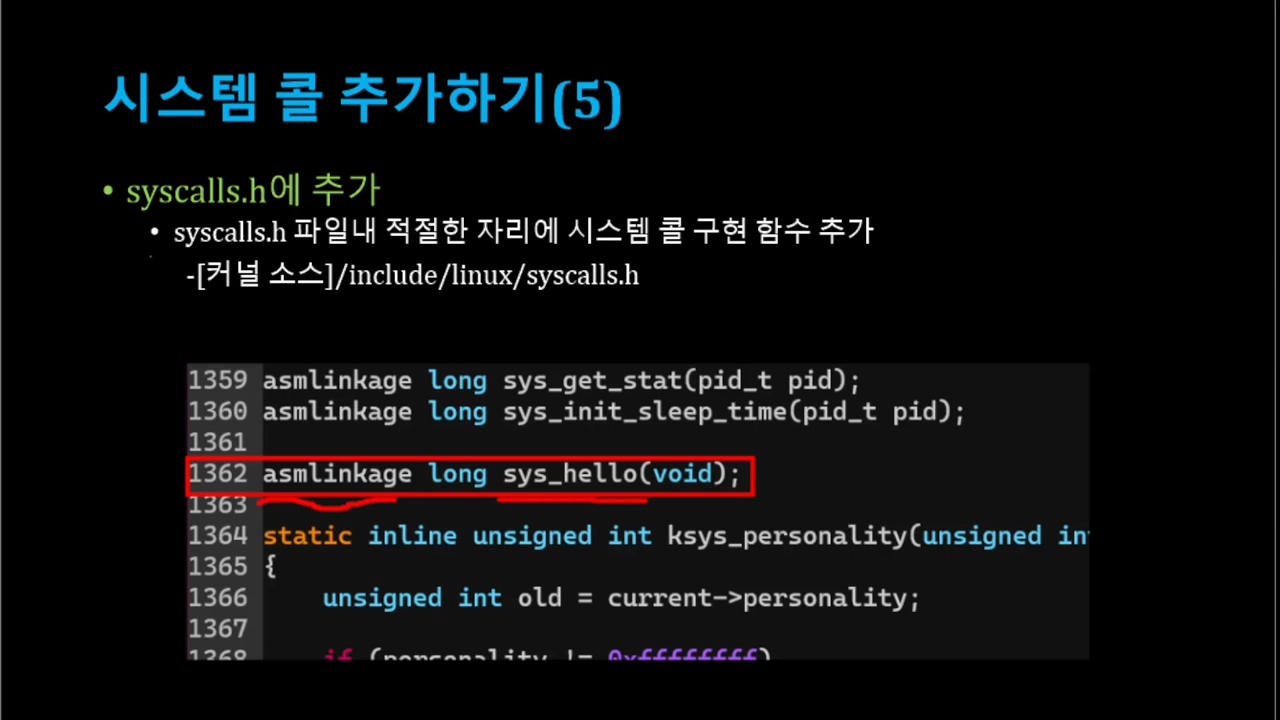 시스템 콜 추가하기(5)
• syscalls.h에 추가
• syscalls.h 파일내 적절한 자리에 시스템 콜 구현 함수 추가
-[커널 소스]/include/linux/syscalls.h
1359 asmlinkage long sys_get_stat(pid_t pid);
1360 asmlinkage long sys_init_sleep_time(pid_t pid);
1361
1362 asmlinkage long sys_hello(void);
1363
1364 static inline unsigned int ksys_personality(unsigned int
1365 {
1366 unsigned int old = current->personality;
1367
1368 if (personality != 0xffffffff)